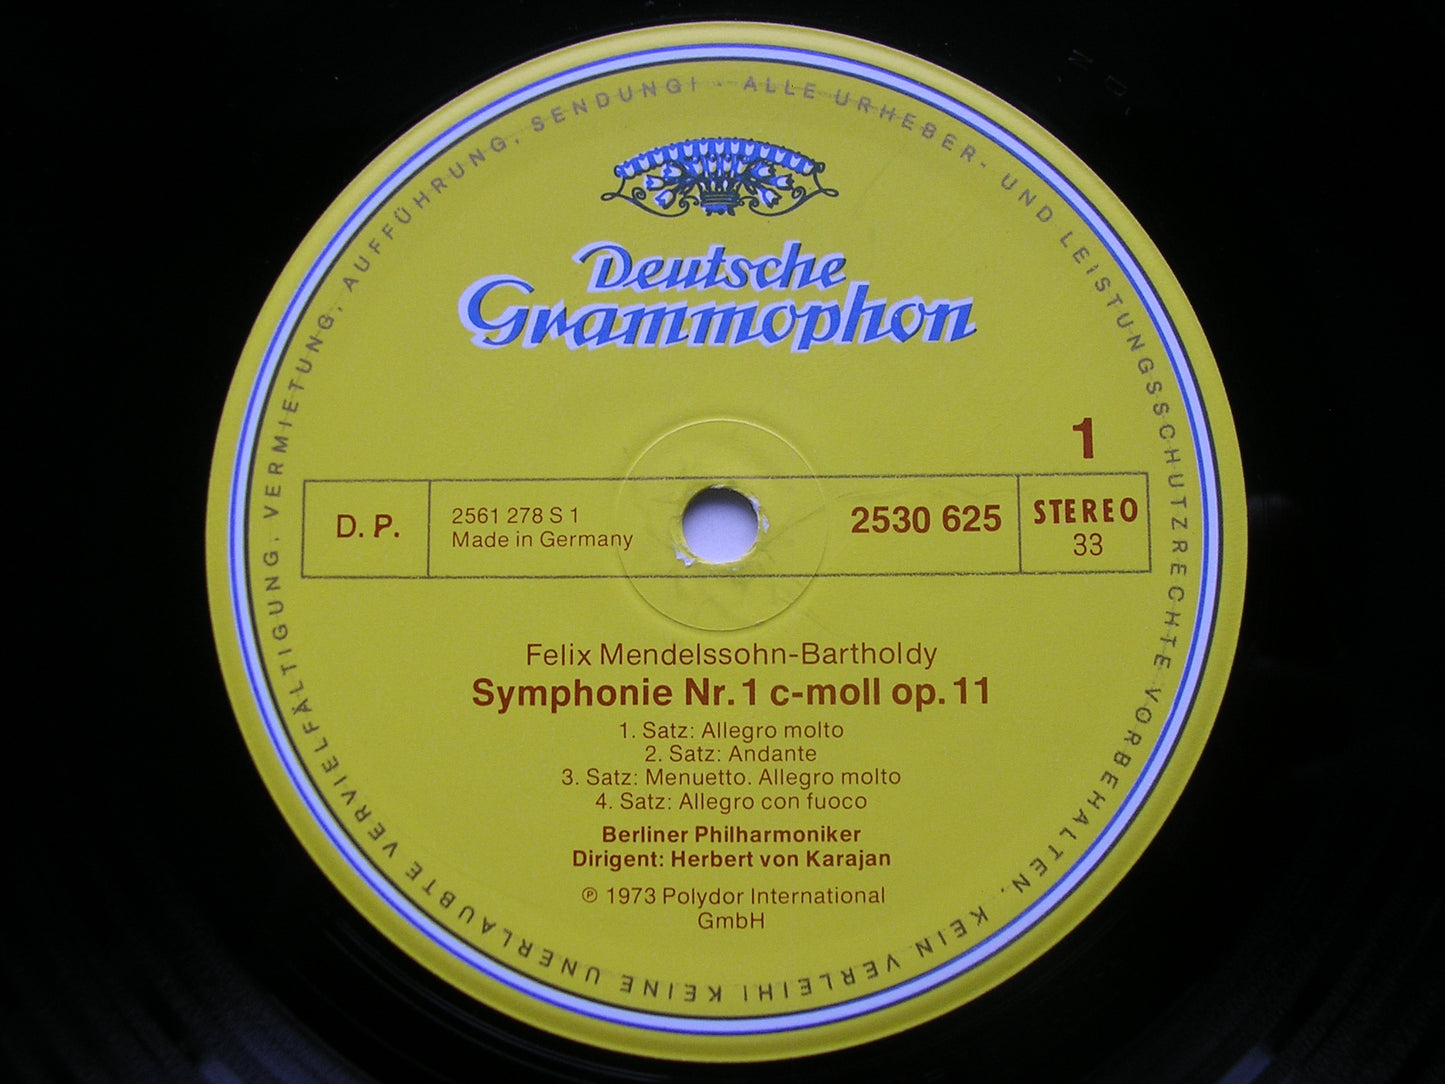 ALLE URHEBER- UND LEISTUNGSSCHUTZRECHTE VORBEHALTEN. KEIN VERLEIH! KEINE UNERLAUBTE VERVIELFÄLTIGUNG, VERMIETUNG, AUFFÜHRUNG, SENDUNG! -
Deutsche
Grammophon
1
D. P.
2561 278 S 1
Made in Germany
2530 625
STEREO
33
Felix Mendelssohn-Bartholdy
Symphonie Nr. 1 c-moll op. 11
1. Satz: Allegro molto
2. Satz: Andante
3. Satz: Menuetto. Allegro molto
4. Satz: Allegro con fuoco
Berliner Philharmoniker
Dirigent: Herbert von Karajan
℗ 1973 Polydor International
GmbH